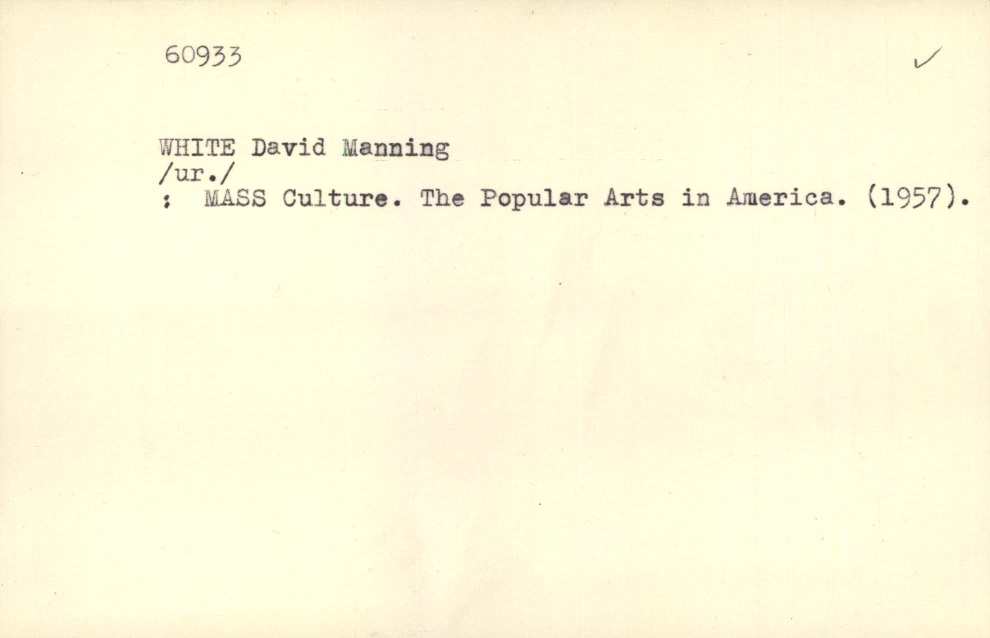 60933
WHITE David Manning
/ur./
: MASS Culture. The Popular Arts in America. (1957).